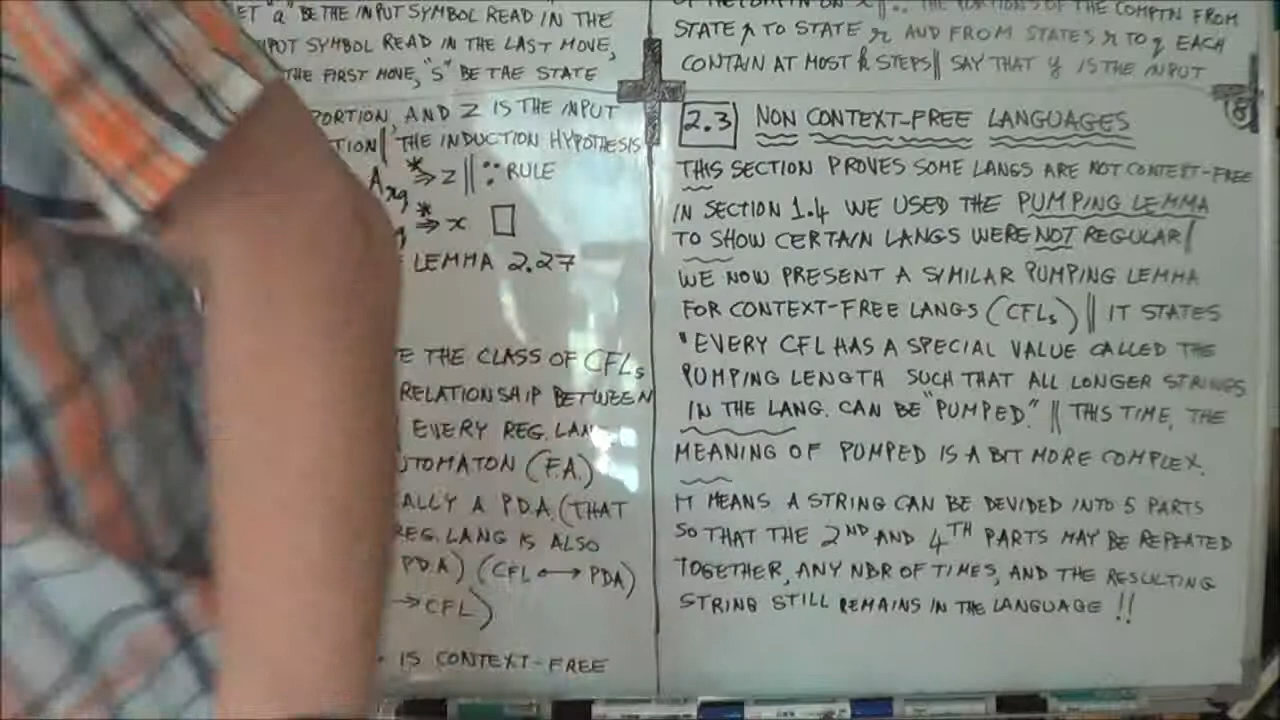 ET "a" BE THE INPUT SYMBOL READ IN THE
PUT SYMBOL READ IN THE LAST MOVE,
THE FIRST MOVE, "S" BE THE STATE
PORTION AND Z IS THE INPUT
TION | THE INDUCTION HYPOTHESIS
⇒* z || ∵ RULE
⇒* x □
LEMMA 2.27
E THE CLASS OF CFLs
RELATIONSHIP BETWEEN
EVERY REG. LAN
UTOMATON (F.A.)
ALLY A P.D.A. (THAT
REG. LANG IS ALSO
PDA) (CFL ⟷ PDA)
→ CFL)
IS CONTEXT-FREE
STATE TO STATE r AND FROM STATES r TO q EACH
CONTAIN AT MOST k STEPS || SAY THAT y IS THE INPUT
8
2.3 NON CONTEXT-FREE LANGUAGES
THIS SECTION PROVES SOME LANGS ARE NOT CONTEXT-FREE
IN SECTION 1.4 WE USED THE PUMPING LEMMA
TO SHOW CERTAIN LANGS WERE NOT REGULAR |
WE NOW PRESENT A SIMILAR PUMPING LEMMA
FOR CONTEXT-FREE LANGS (CFLs) || IT STATES
"EVERY CFL HAS A SPECIAL VALUE CALLED THE
PUMPING LENGTH SUCH THAT ALL LONGER STRINGS
IN THE LANG. CAN BE "PUMPED." || THIS TIME, THE
MEANING OF PUMPED IS A BIT MORE COMPLEX.
IT MEANS A STRING CAN BE DEVIDED INTO 5 PARTS
SO THAT THE 2ND AND 4TH PARTS MAY BE REPEATED
TOGETHER, ANY NBR OF TIMES, AND THE RESULTING
STRING STILL REMAINS IN THE LANGUAGE !!